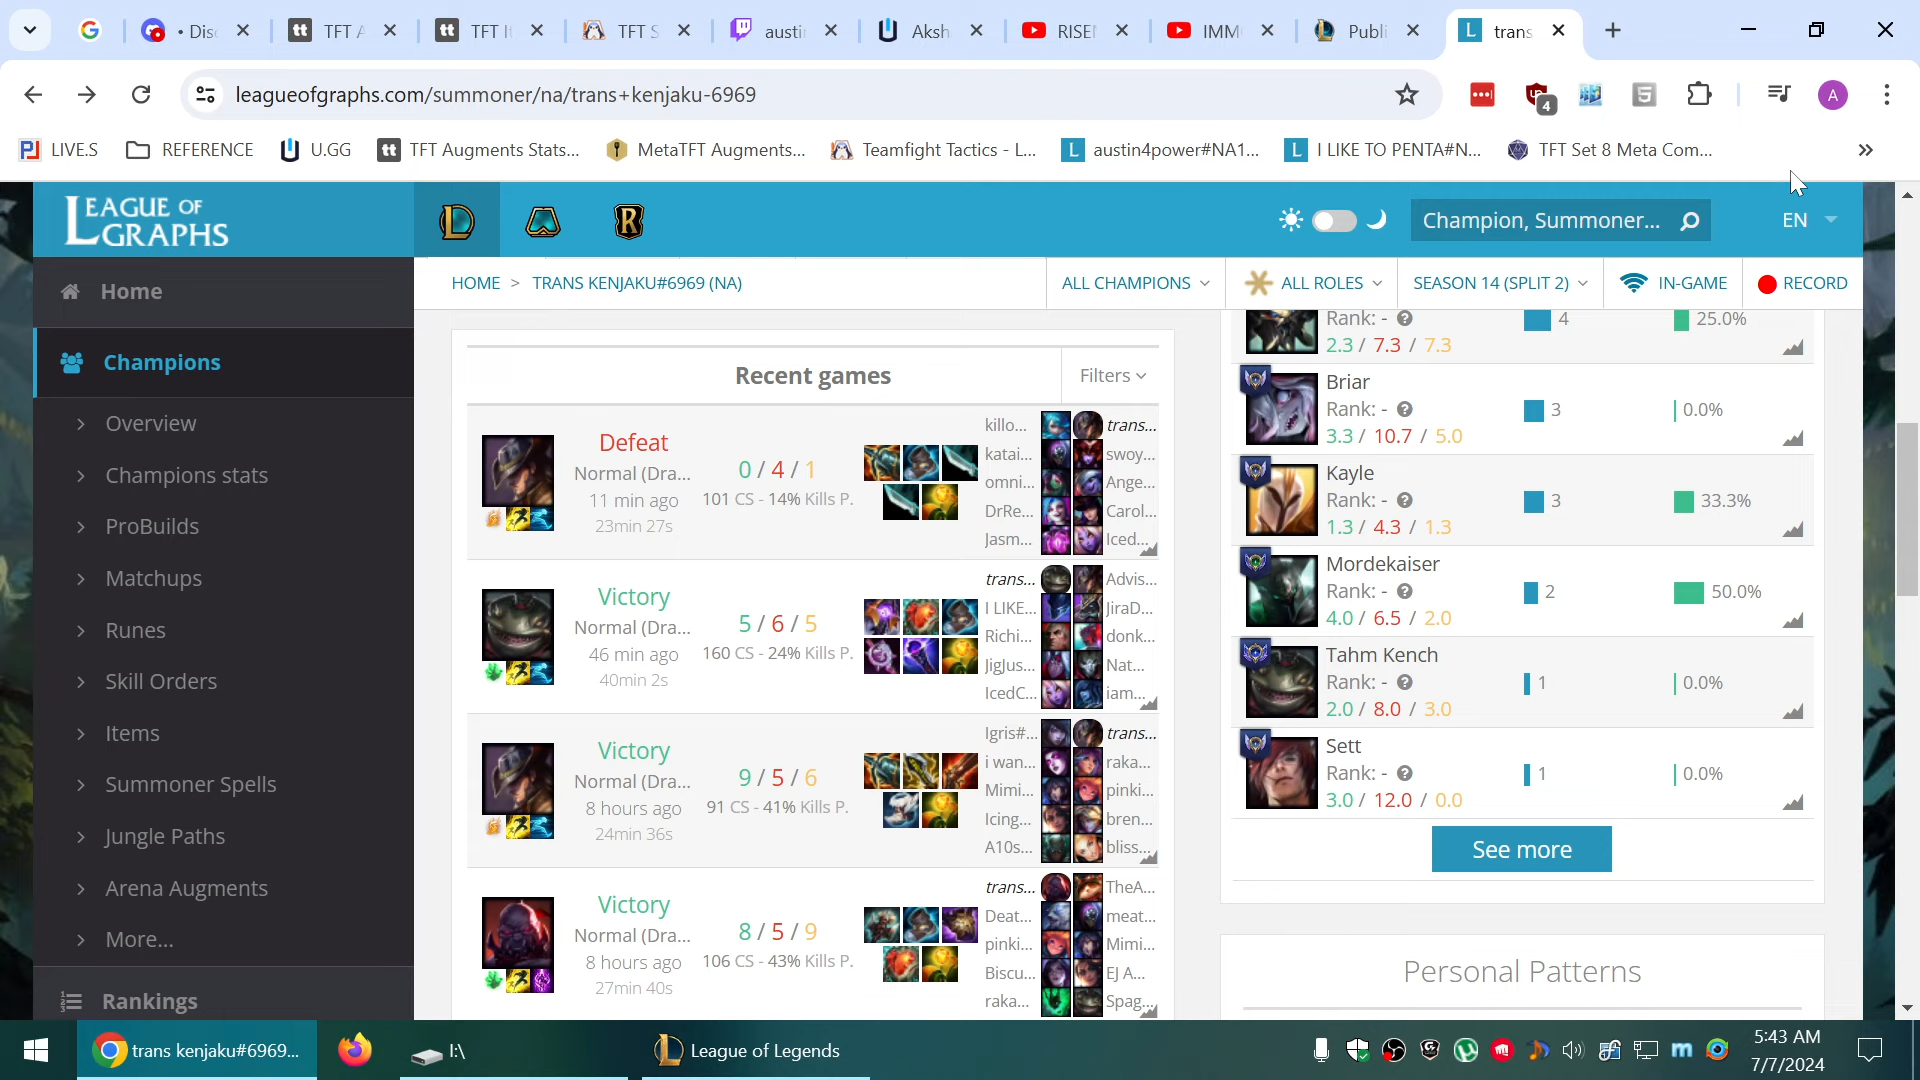 • Disc
TFT A
TFT It
TFT S
austi
Aksh
RISEN
IMM
Publi
trans
leagueofgraphs.com/summoner/na/trans+kenjaku-6969
4
A
LIVE.S
REFERENCE
U.GG
TFT Augments Stats...
MetaTFT Augments...
Teamfight Tactics - L...
austin4power#NA1...
I LIKE TO PENTA#N...
TFT Set 8 Meta Com...
LEAGUE OF
GRAPHS
Champion, Summoner...
EN
HOME > TRANS KENJAKU#6969 (NA)
ALL CHAMPIONS
ALL ROLES
SEASON 14 (SPLIT 2)
IN-GAME
RECORD
Home
Champions
Overview
Champions stats
ProBuilds
Matchups
Runes
Skill Orders
Items
Summoner Spells
Jungle Paths
Arena Augments
More...
Rankings
Recent games
Filters
Defeat
Normal (Dra...
11 min ago
23min 27s
0 / 4 / 1
101 CS - 14% Kills P.
killo...
katai...
omni...
DrRe...
Jasm...
trans...
swoy...
Ange...
Carol...
Iced...
Victory
Normal (Dra...
46 min ago
40min 2s
5 / 6 / 5
160 CS - 24% Kills P.
trans...
I LIKE...
Richi...
JigJus...
IcedC...
Advis...
JiraD...
donk...
Nat...
iam...
Victory
Normal (Dra...
8 hours ago
24min 36s
9 / 5 / 6
91 CS - 41% Kills P.
Igris#...
i wan...
Mimi...
Icing...
A10s...
trans...
raka...
pinki...
bren...
bliss...
Victory
Normal (Dra...
8 hours ago
27min 40s
8 / 5 / 9
106 CS - 43% Kills P.
trans...
Deat...
pinki...
Biscu...
raka...
TheA...
meat...
Mimi...
EJ A...
Spag...
Rank: -
2.3 / 7.3 / 7.3
4
25.0%
Briar
Rank: -
3.3 / 10.7 / 5.0
3
0.0%
Kayle
Rank: -
1.3 / 4.3 / 1.3
3
33.3%
Mordekaiser
Rank: -
4.0 / 6.5 / 2.0
2
50.0%
Tahm Kench
Rank: -
2.0 / 8.0 / 3.0
1
0.0%
Sett
Rank: -
3.0 / 12.0 / 0.0
1
0.0%
See more
Personal Patterns
trans kenjaku#6969...
I:\
League of Legends
5:43 AM
7/7/2024